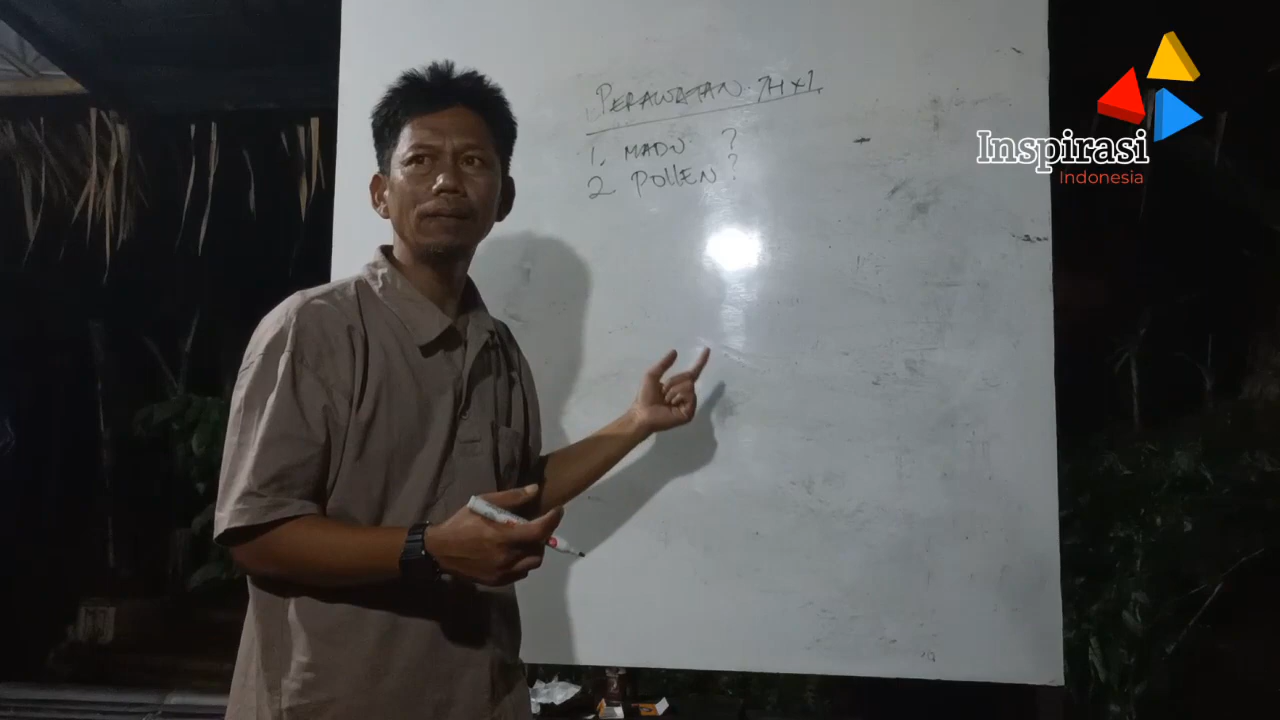 PERAWATAN 7H x 1
1. MADU ?
2. POLLEN ?
Inspirasi
Indonesia